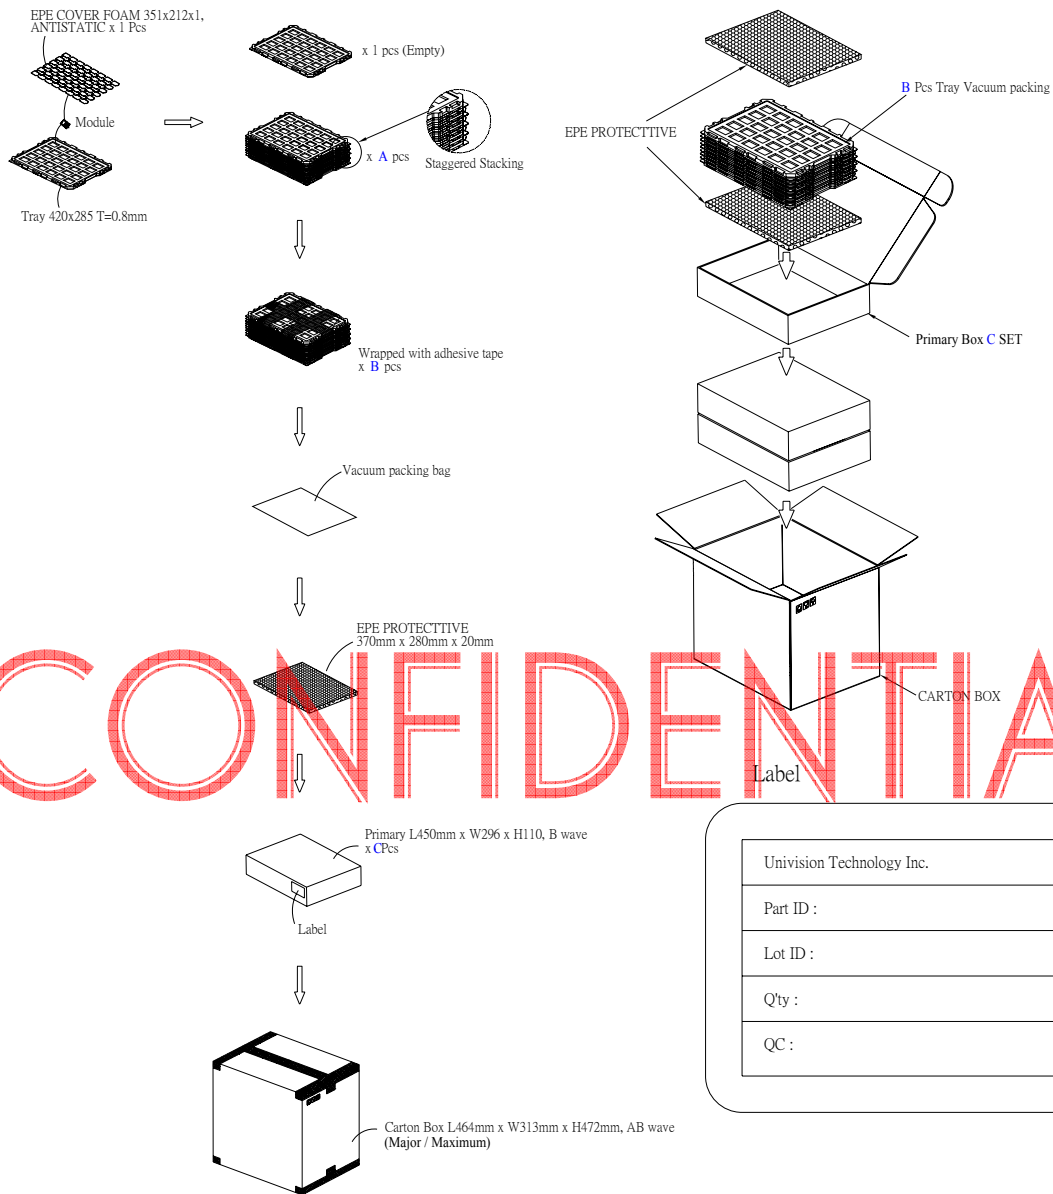 EPE COVER FOAM 351x212x1,
ANTISTATIC x 1 Pcs
Module
Tray 420x285 T=0.8mm
x 1 pcs (Empty)
x A pcs
Staggered Stacking
Wrapped with adhesive tape
x B pcs
Vacuum packing bag
EPE PROTECTTIVE
370mm x 280mm x 20mm
Primary L450mm x W296 x H110, B wave
x CPcs
Label
Carton Box L464mm x W313mm x H472mm, AB wave
(Major / Maximum)
B Pcs Tray Vacuum packing
EPE PROTECTTIVE
Primary Box C SET
CARTON BOX
CONFIDENTIA
Label
Univision Technology Inc.
Part ID :
Lot ID :
Q'ty :
QC :